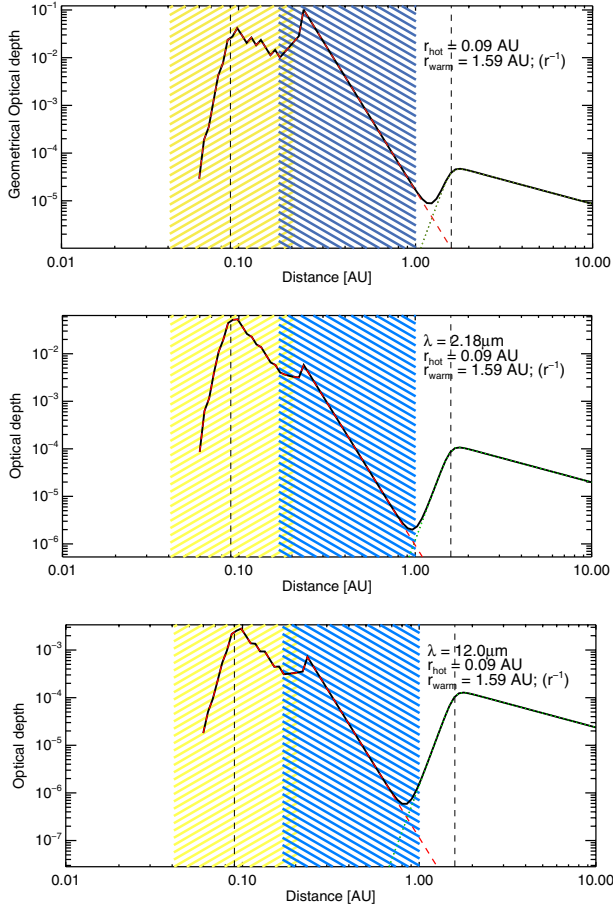 10⁻¹
10⁻²
10⁻³
10⁻⁴
10⁻⁵
Geometrical Optical depth
r_hot = 0.09 AU
r_warm = 1.59 AU; (r⁻¹)
0.01 0.10 1.00 10.00
Distance [AU]
10⁻²
10⁻³
10⁻⁴
10⁻⁵
10⁻⁶
Optical depth
λ = 2.18μm
r_hot = 0.09 AU
r_warm = 1.59 AU; (r⁻¹)
0.01 0.10 1.00 10.00
Distance [AU]
10⁻³
10⁻⁴
10⁻⁵
10⁻⁶
10⁻⁷
Optical depth
λ = 12.0μm
r_hot = 0.09 AU
r_warm = 1.59 AU; (r⁻¹)
0.01 0.10 1.00 10.00
Distance [AU]